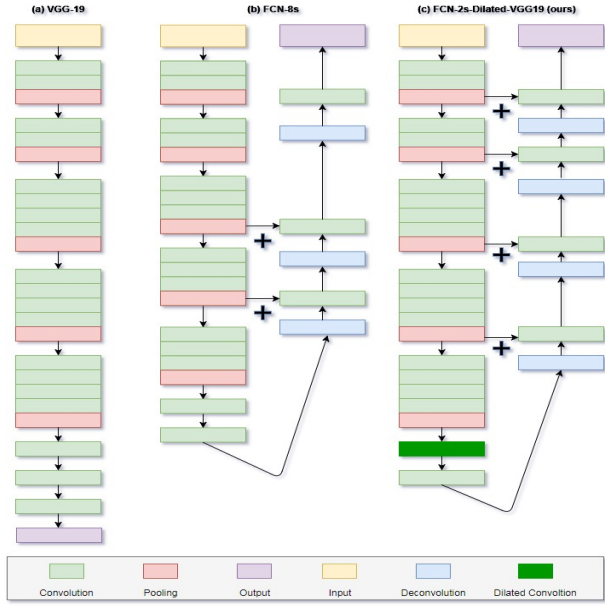 (a) VGG-19
(b) FCN-8s
(c) FCN-2s-Dilated-VGG19 (ours)
+
+
+
+
+
+
Convolution
Pooling
Output
Input
Deconvolution
Dilated Convoltion